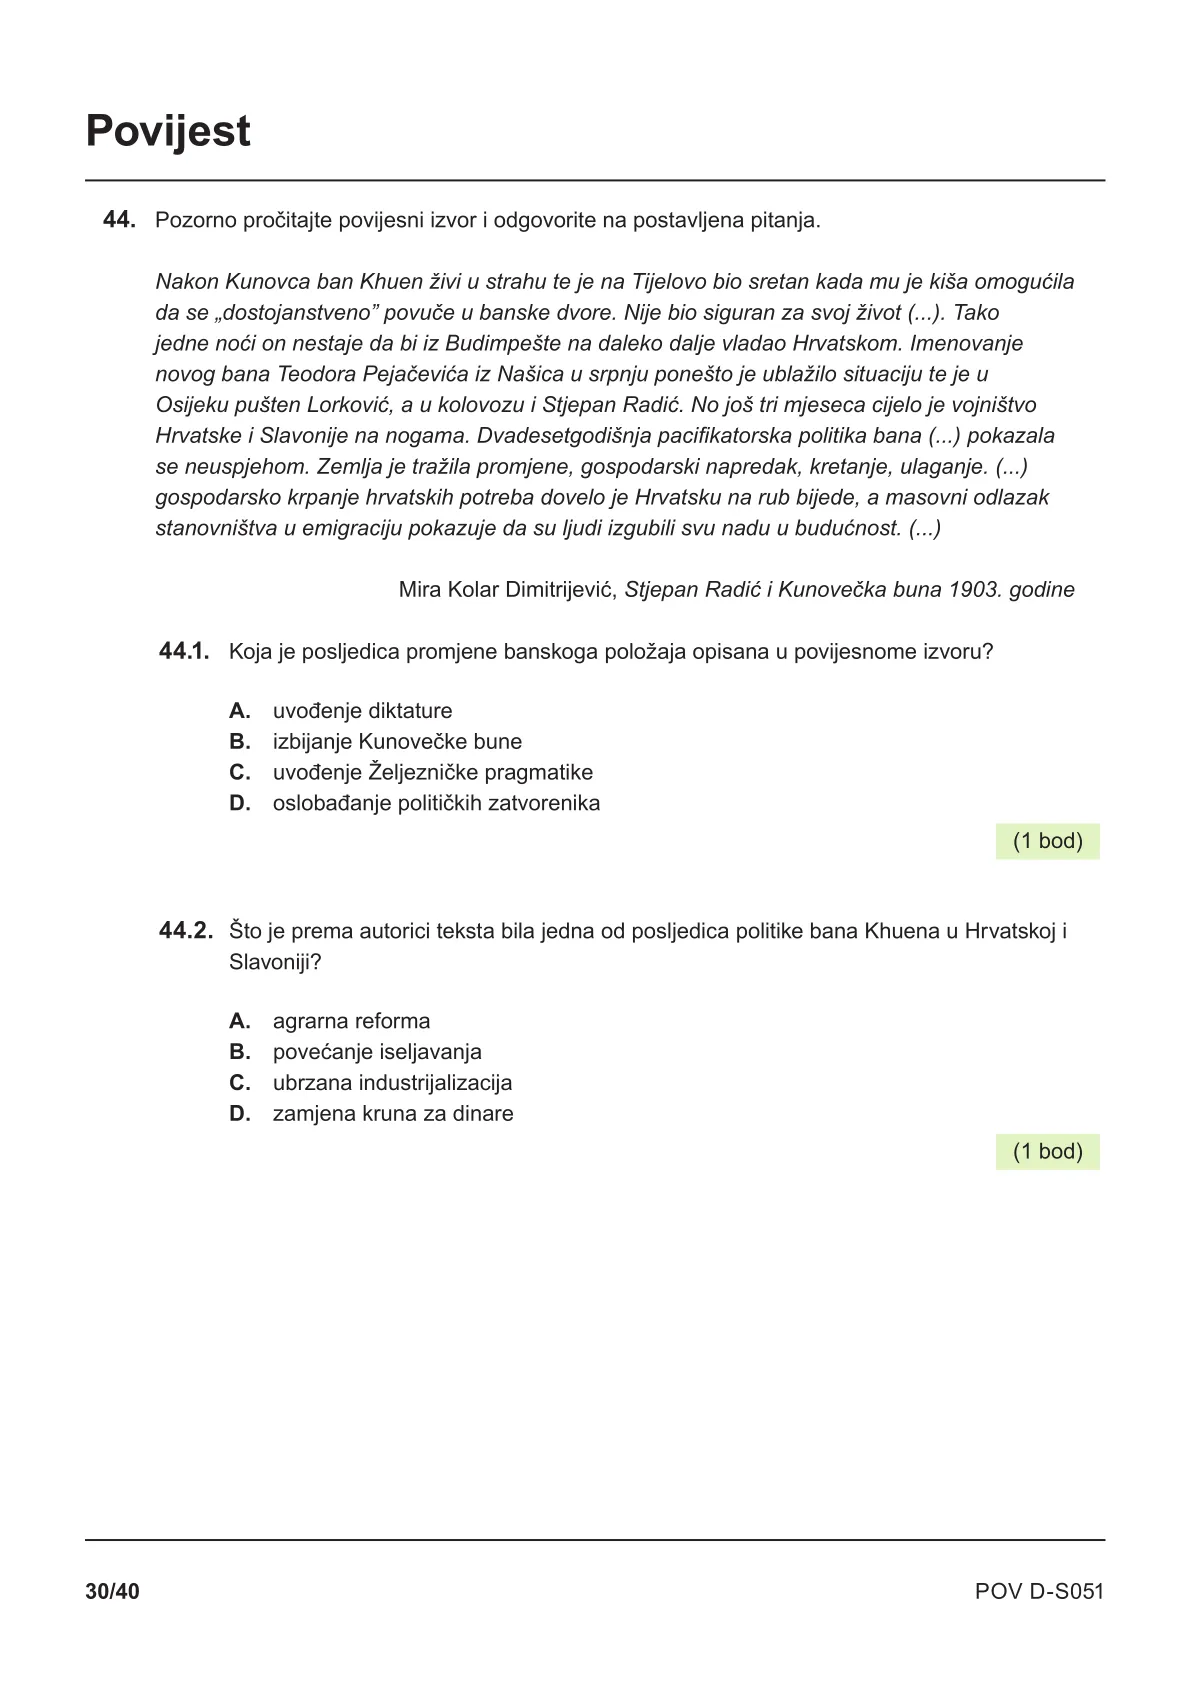 Povijest
44. Pozorno pročitajte povijesni izvor i odgovorite na postavljena pitanja.
Nakon Kunovca ban Khuen živi u strahu te je na Tijelovo bio sretan kada mu je kiša omogućila
da se „dostojanstveno” povuče u banske dvore. Nije bio siguran za svoj život (...). Tako
jedne noći on nestaje da bi iz Budimpešte na daleko dalje vladao Hrvatskom. Imenovanje
novog bana Teodora Pejačevića iz Našica u srpnju ponešto je ublažilo situaciju te je u
Osijeku pušten Lorković, a u kolovozu i Stjepan Radić. No još tri mjeseca cijelo je vojništvo
Hrvatske i Slavonije na nogama. Dvadesetgodišnja pacifikatorska politika bana (...) pokazala
se neuspjehom. Zemlja je tražila promjene, gospodarski napredak, kretanje, ulaganje. (...)
gospodarsko krpanje hrvatskih potreba dovelo je Hrvatsku na rub bijede, a masovni odlazak
stanovništva u emigraciju pokazuje da su ljudi izgubili svu nadu u budućnost. (...)
Mira Kolar Dimitrijević, Stjepan Radić i Kunovečka buna 1903. godine
44.1. Koja je posljedica promjene banskoga položaja opisana u povijesnome izvoru?
A. uvođenje diktature
B. izbijanje Kunovečke bune
C. uvođenje Željezničke pragmatike
D. oslobađanje političkih zatvorenika
(1 bod)
44.2. Što je prema autorici teksta bila jedna od posljedica politike bana Khuena u Hrvatskoj i
Slavoniji?
A. agrarna reforma
B. povećanje iseljavanja
C. ubrzana industrijalizacija
D. zamjena kruna za dinare
(1 bod)
30/40 POV D-S051